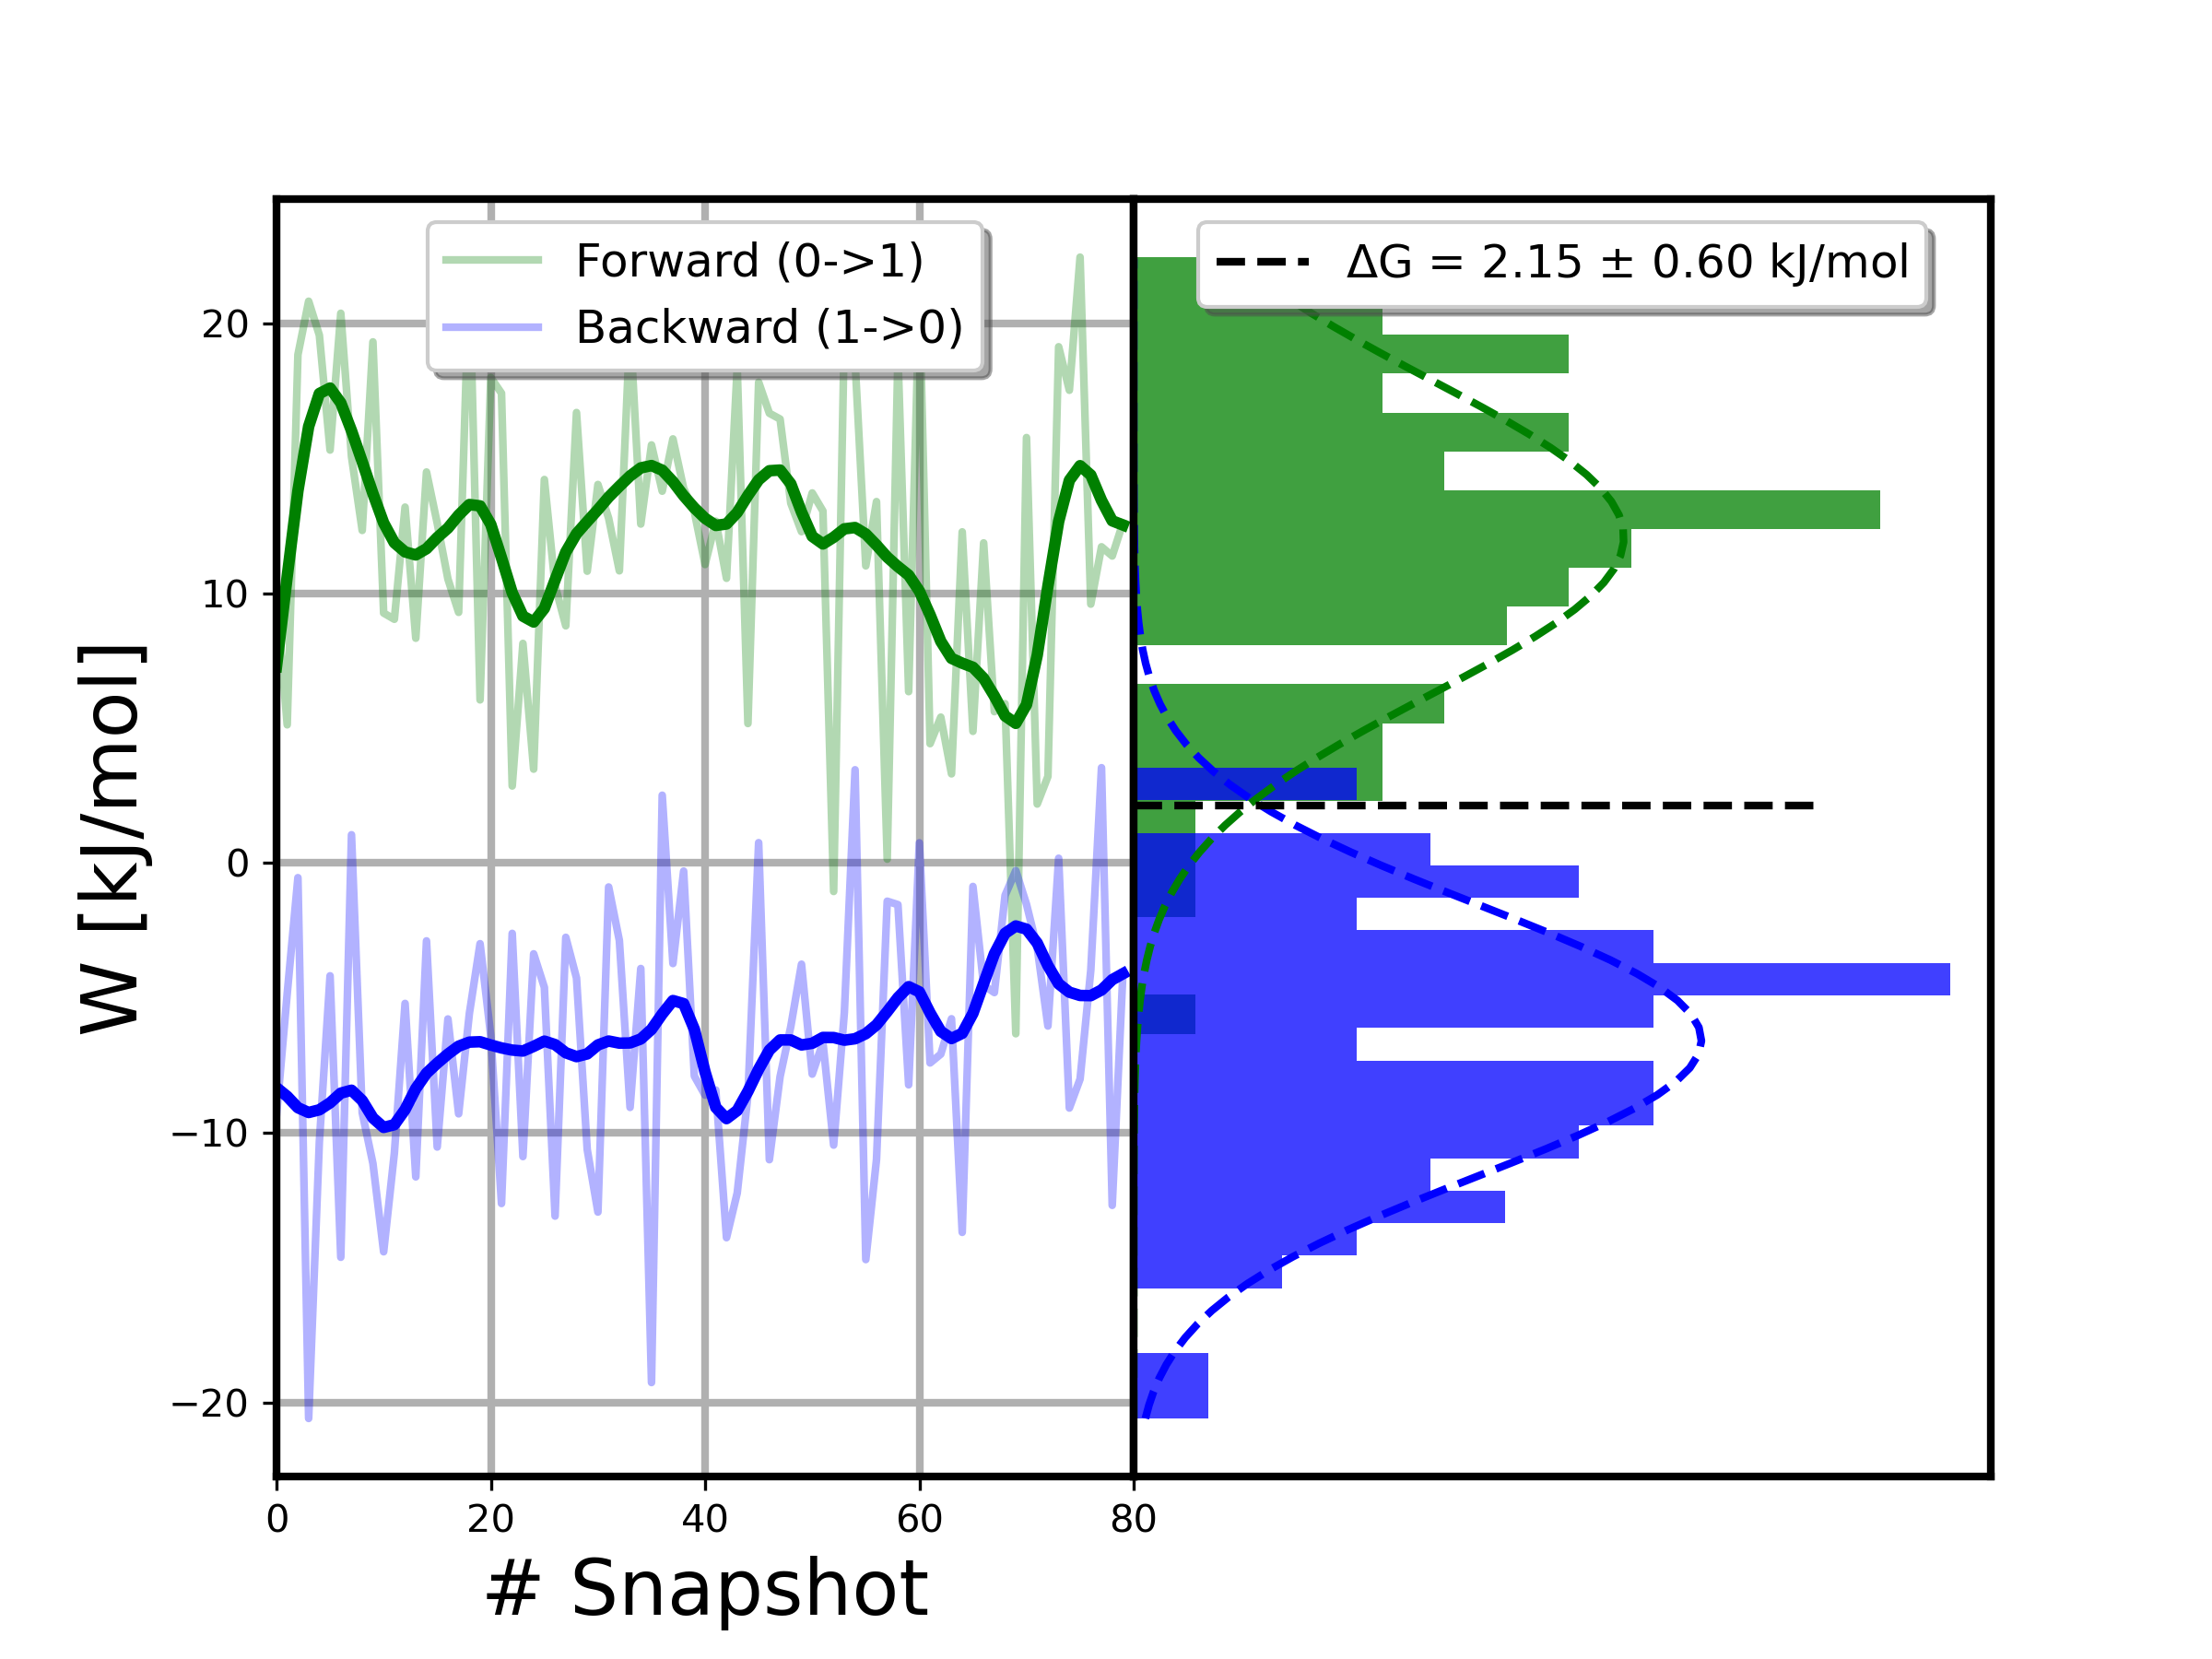 Forward (0->1)
Backward (1->0)
ΔG = 2.15 ± 0.60 kJ/mol
W [kJ/mol]
20
10
0
−10
−20
0 20 40 60 80
# Snapshot